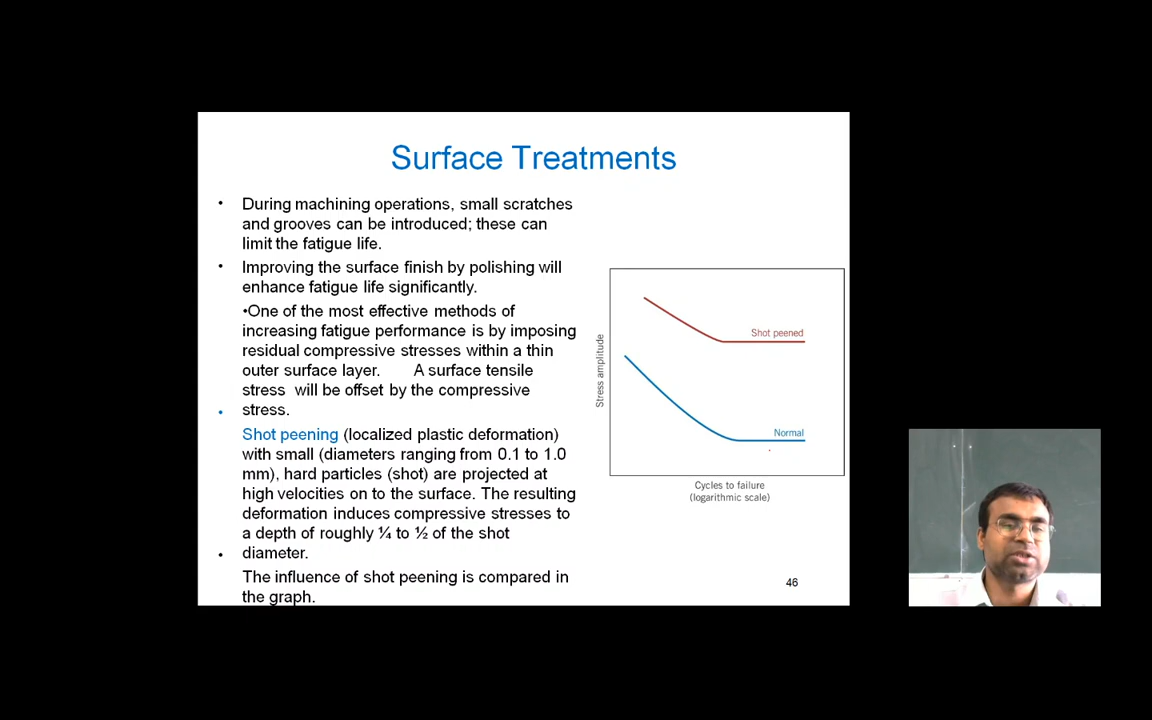 Surface Treatments
• During machining operations, small scratches
and grooves can be introduced; these can
limit the fatigue life.
• Improving the surface finish by polishing will
enhance fatigue life significantly.
•One of the most effective methods of
increasing fatigue performance is by imposing
residual compressive stresses within a thin
outer surface layer. A surface tensile
stress will be offset by the compressive
• stress.
Shot peening (localized plastic deformation)
with small (diameters ranging from 0.1 to 1.0
mm), hard particles (shot) are projected at
high velocities on to the surface. The resulting
deformation induces compressive stresses to
a depth of roughly ¼ to ½ of the shot
• diameter.
The influence of shot peening is compared in
the graph.
Stress amplitude
Shot peened
Normal
Cycles to failure
(logarithmic scale)
46